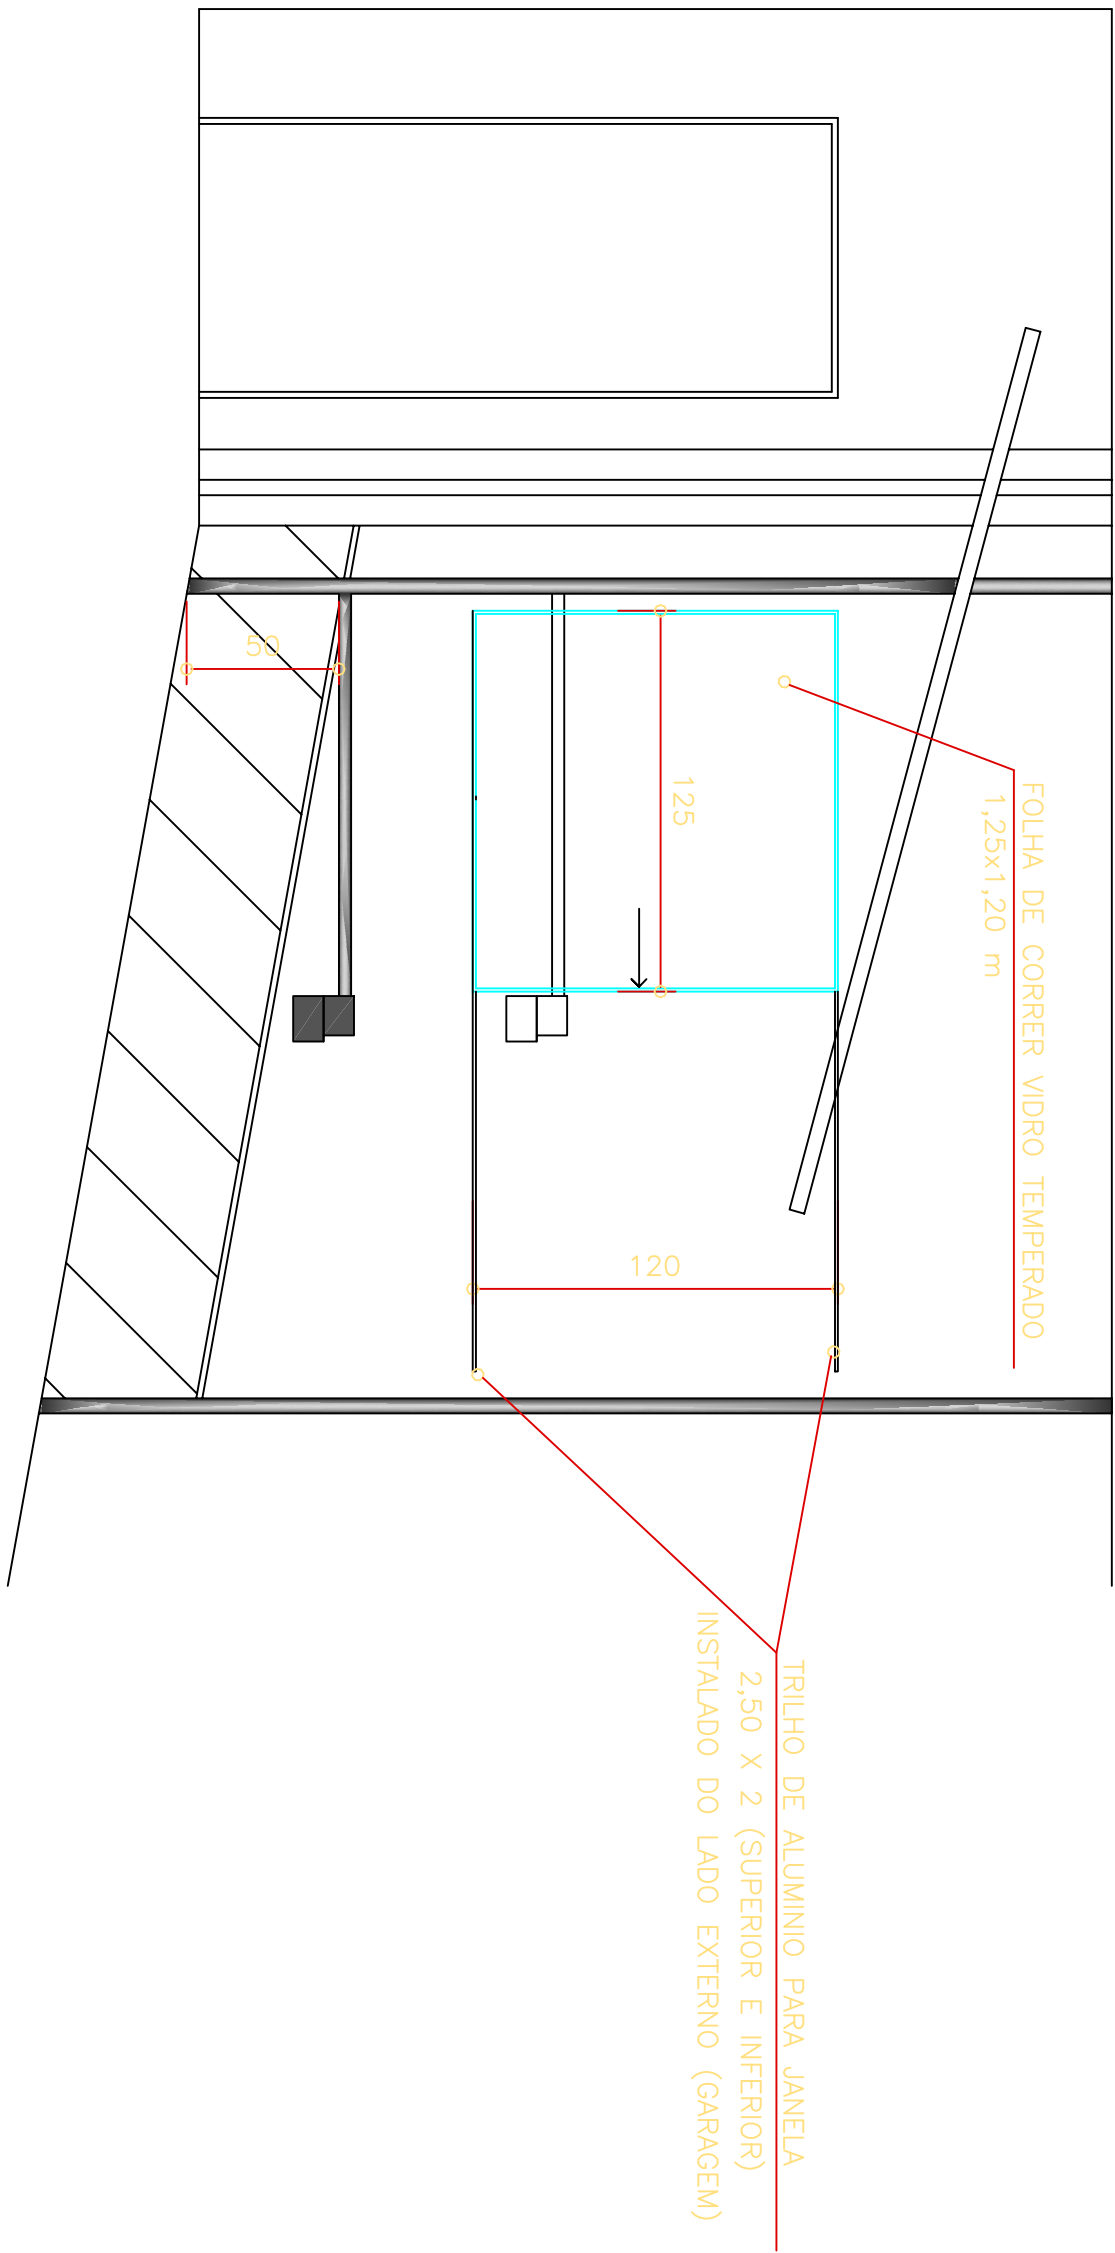 FOLHA DE CORRER VIDRO TEMPERADO
1,25x1,20 m
125
50
120
TRILHO DE ALUMINIO PARA JANELA
2,50 X 2 (SUPERIOR E INFERIOR)
INSTALADO DO LADO EXTERNO (GARAGEM)